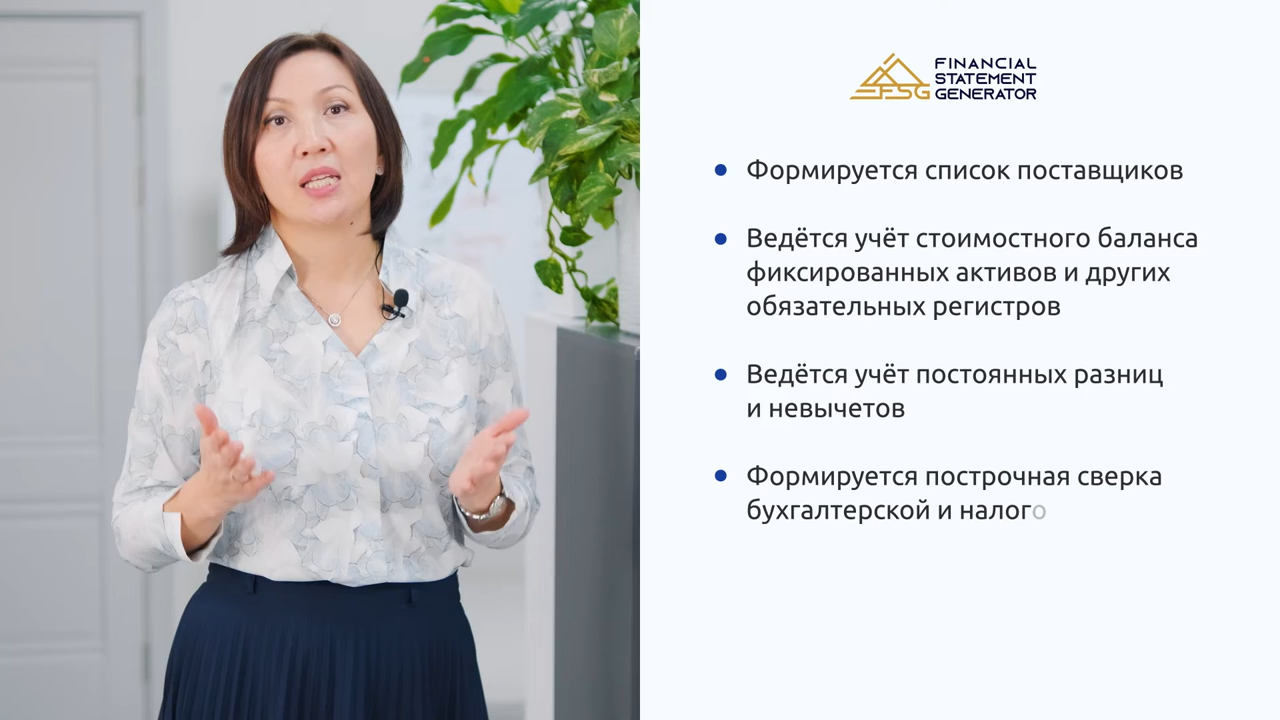 FSG
FINANCIAL
STATEMENT
GENERATOR
Формируется список поставщиков
Ведётся учёт стоимостного баланса
фиксированных активов и других
обязательных регистров
Ведётся учёт постоянных разниц
и невычетов
Формируется построчная сверка
бухгалтерской и налого